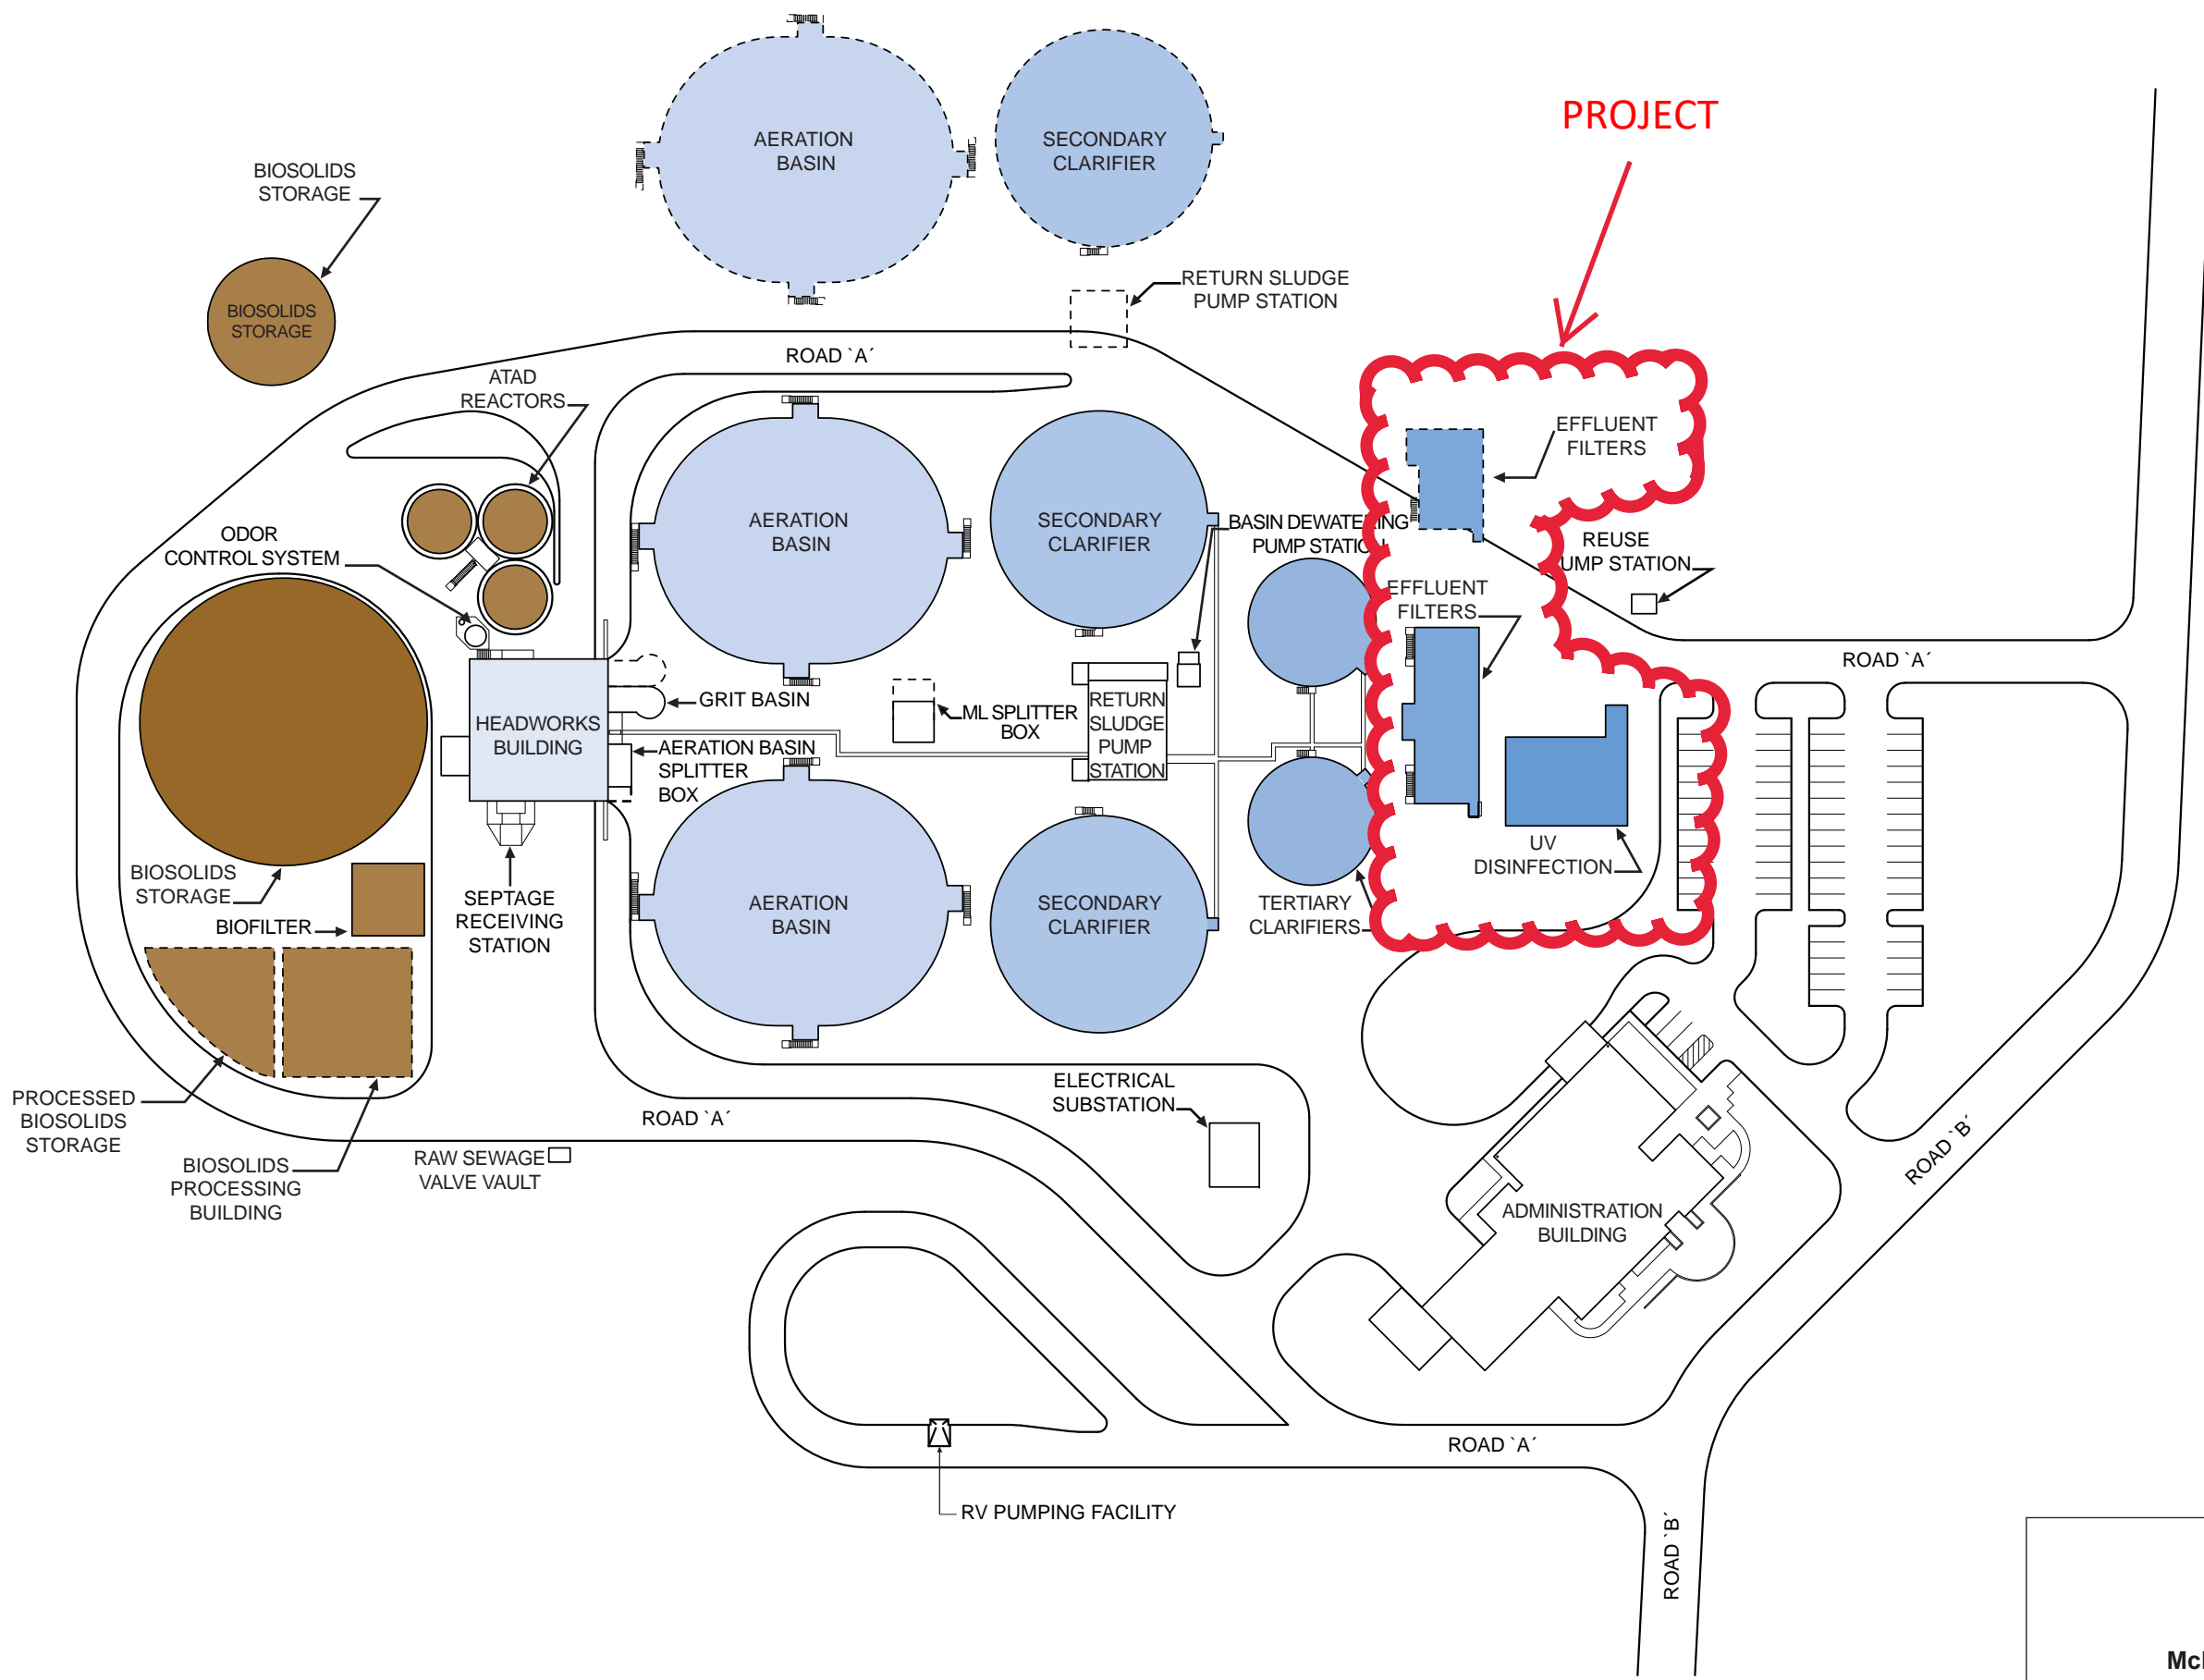 PROJECT
AERATION
BASIN
SECONDARY
CLARIFIER
BIOSOLIDS
STORAGE
BIOSOLIDS
STORAGE
RETURN SLUDGE
PUMP STATION
ROAD `A´
ATAD
REACTORS
EFFLUENT
FILTERS
AERATION
BASIN
SECONDARY
CLARIFIER
BASIN DEWATERING
PUMP STATION
ODOR
CONTROL SYSTEM
REUSE
UMP STATION
EFFLUENT
FILTERS
ROAD `A´
GRIT BASIN
HEADWORKS
BUILDING
ML SPLITTER
BOX
RETURN
SLUDGE
PUMP
STATION
AERATION BASIN
SPLITTER
BOX
UV
DISINFECTION
BIOSOLIDS
STORAGE
SEPTAGE
RECEIVING
STATION
BIOFILTER
AERATION
BASIN
SECONDARY
CLARIFIER
TERTIARY
CLARIFIERS
PROCESSED
BIOSOLIDS
STORAGE
BIOSOLIDS
PROCESSING
BUILDING
RAW SEWAGE
VALVE VAULT
ROAD `A´
ELECTRICAL
SUBSTATION
ROAD `B´
ADMINISTRATION
BUILDING
ROAD `A´
RV PUMPING FACILITY
ROAD `B´